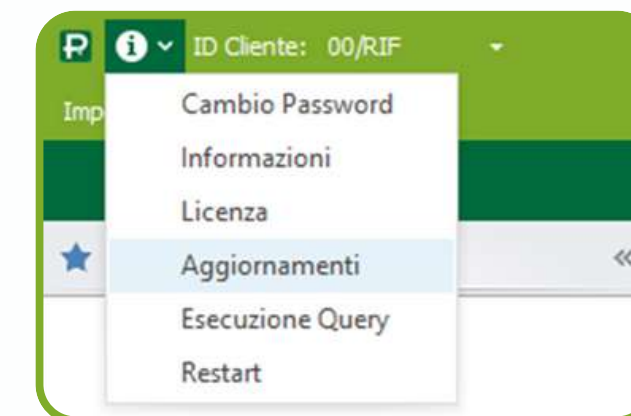 ID Cliente: 00/RIF
Imp
Cambio Password
Informazioni
Licenza
Aggiornamenti
Esecuzione Query
Restart